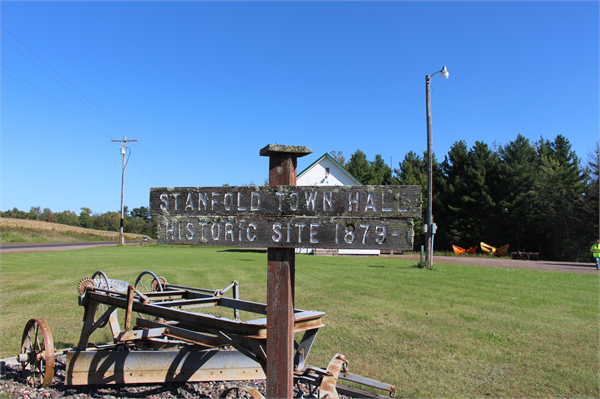 STANFOLD TOWN HALL
HISTORIC SITE 1879